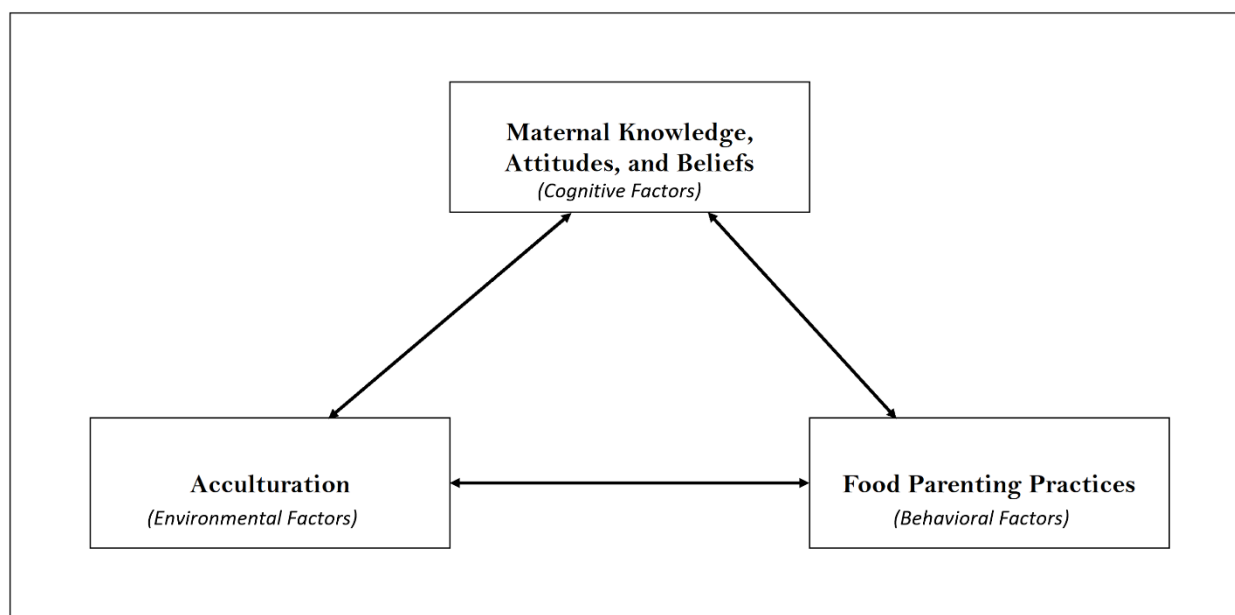 Maternal Knowledge,
Attitudes, and Beliefs
(Cognitive Factors)
Acculturation
(Environmental Factors)
Food Parenting Practices
(Behavioral Factors)